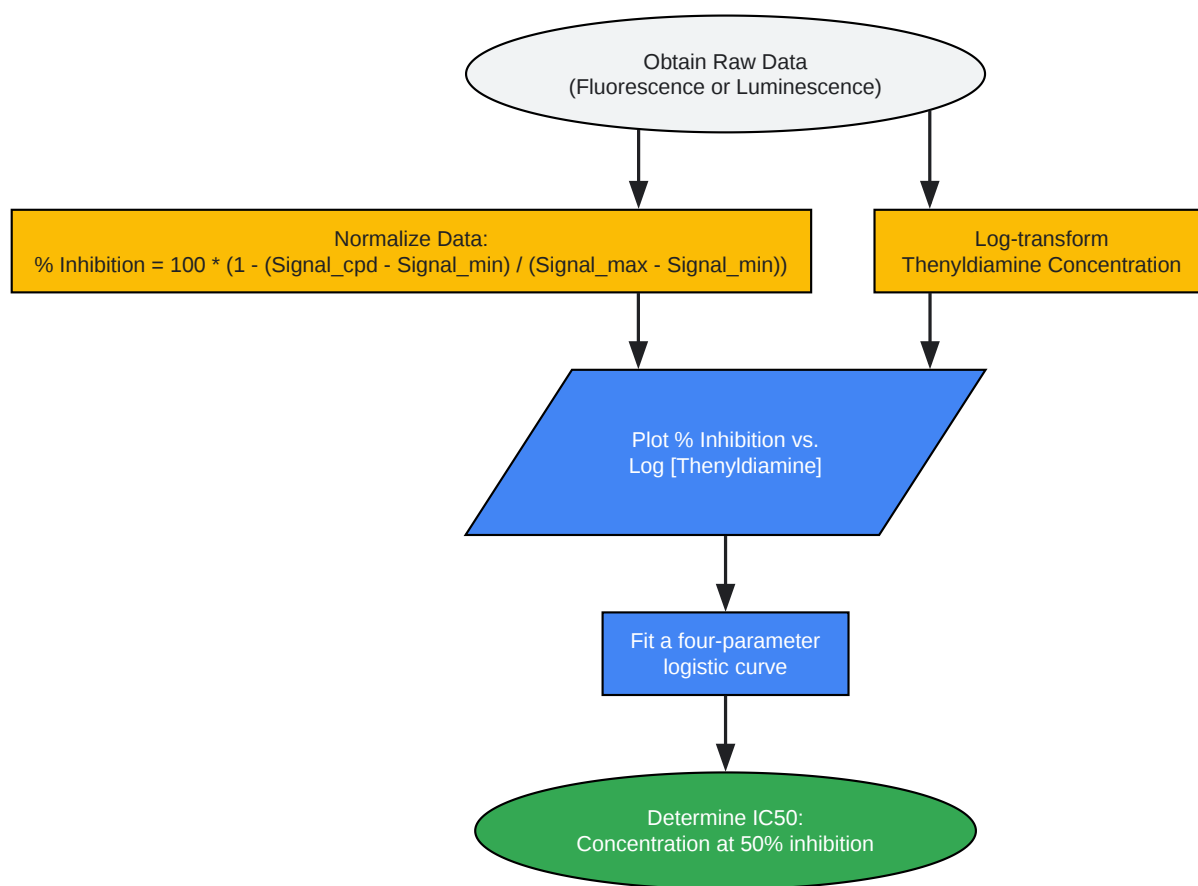 Obtain Raw Data
(Fluorescence or Luminescence)
Normalize Data:
% Inhibition = 100 * (1 - (Signal_cpd - Signal_min) / (Signal_max - Signal_min))
Log-transform
Thenyldiamine Concentration
Plot % Inhibition vs.
Log [Thenyldiamine]
Fit a four-parameter
logistic curve
Determine IC50:
Concentration at 50% inhibition